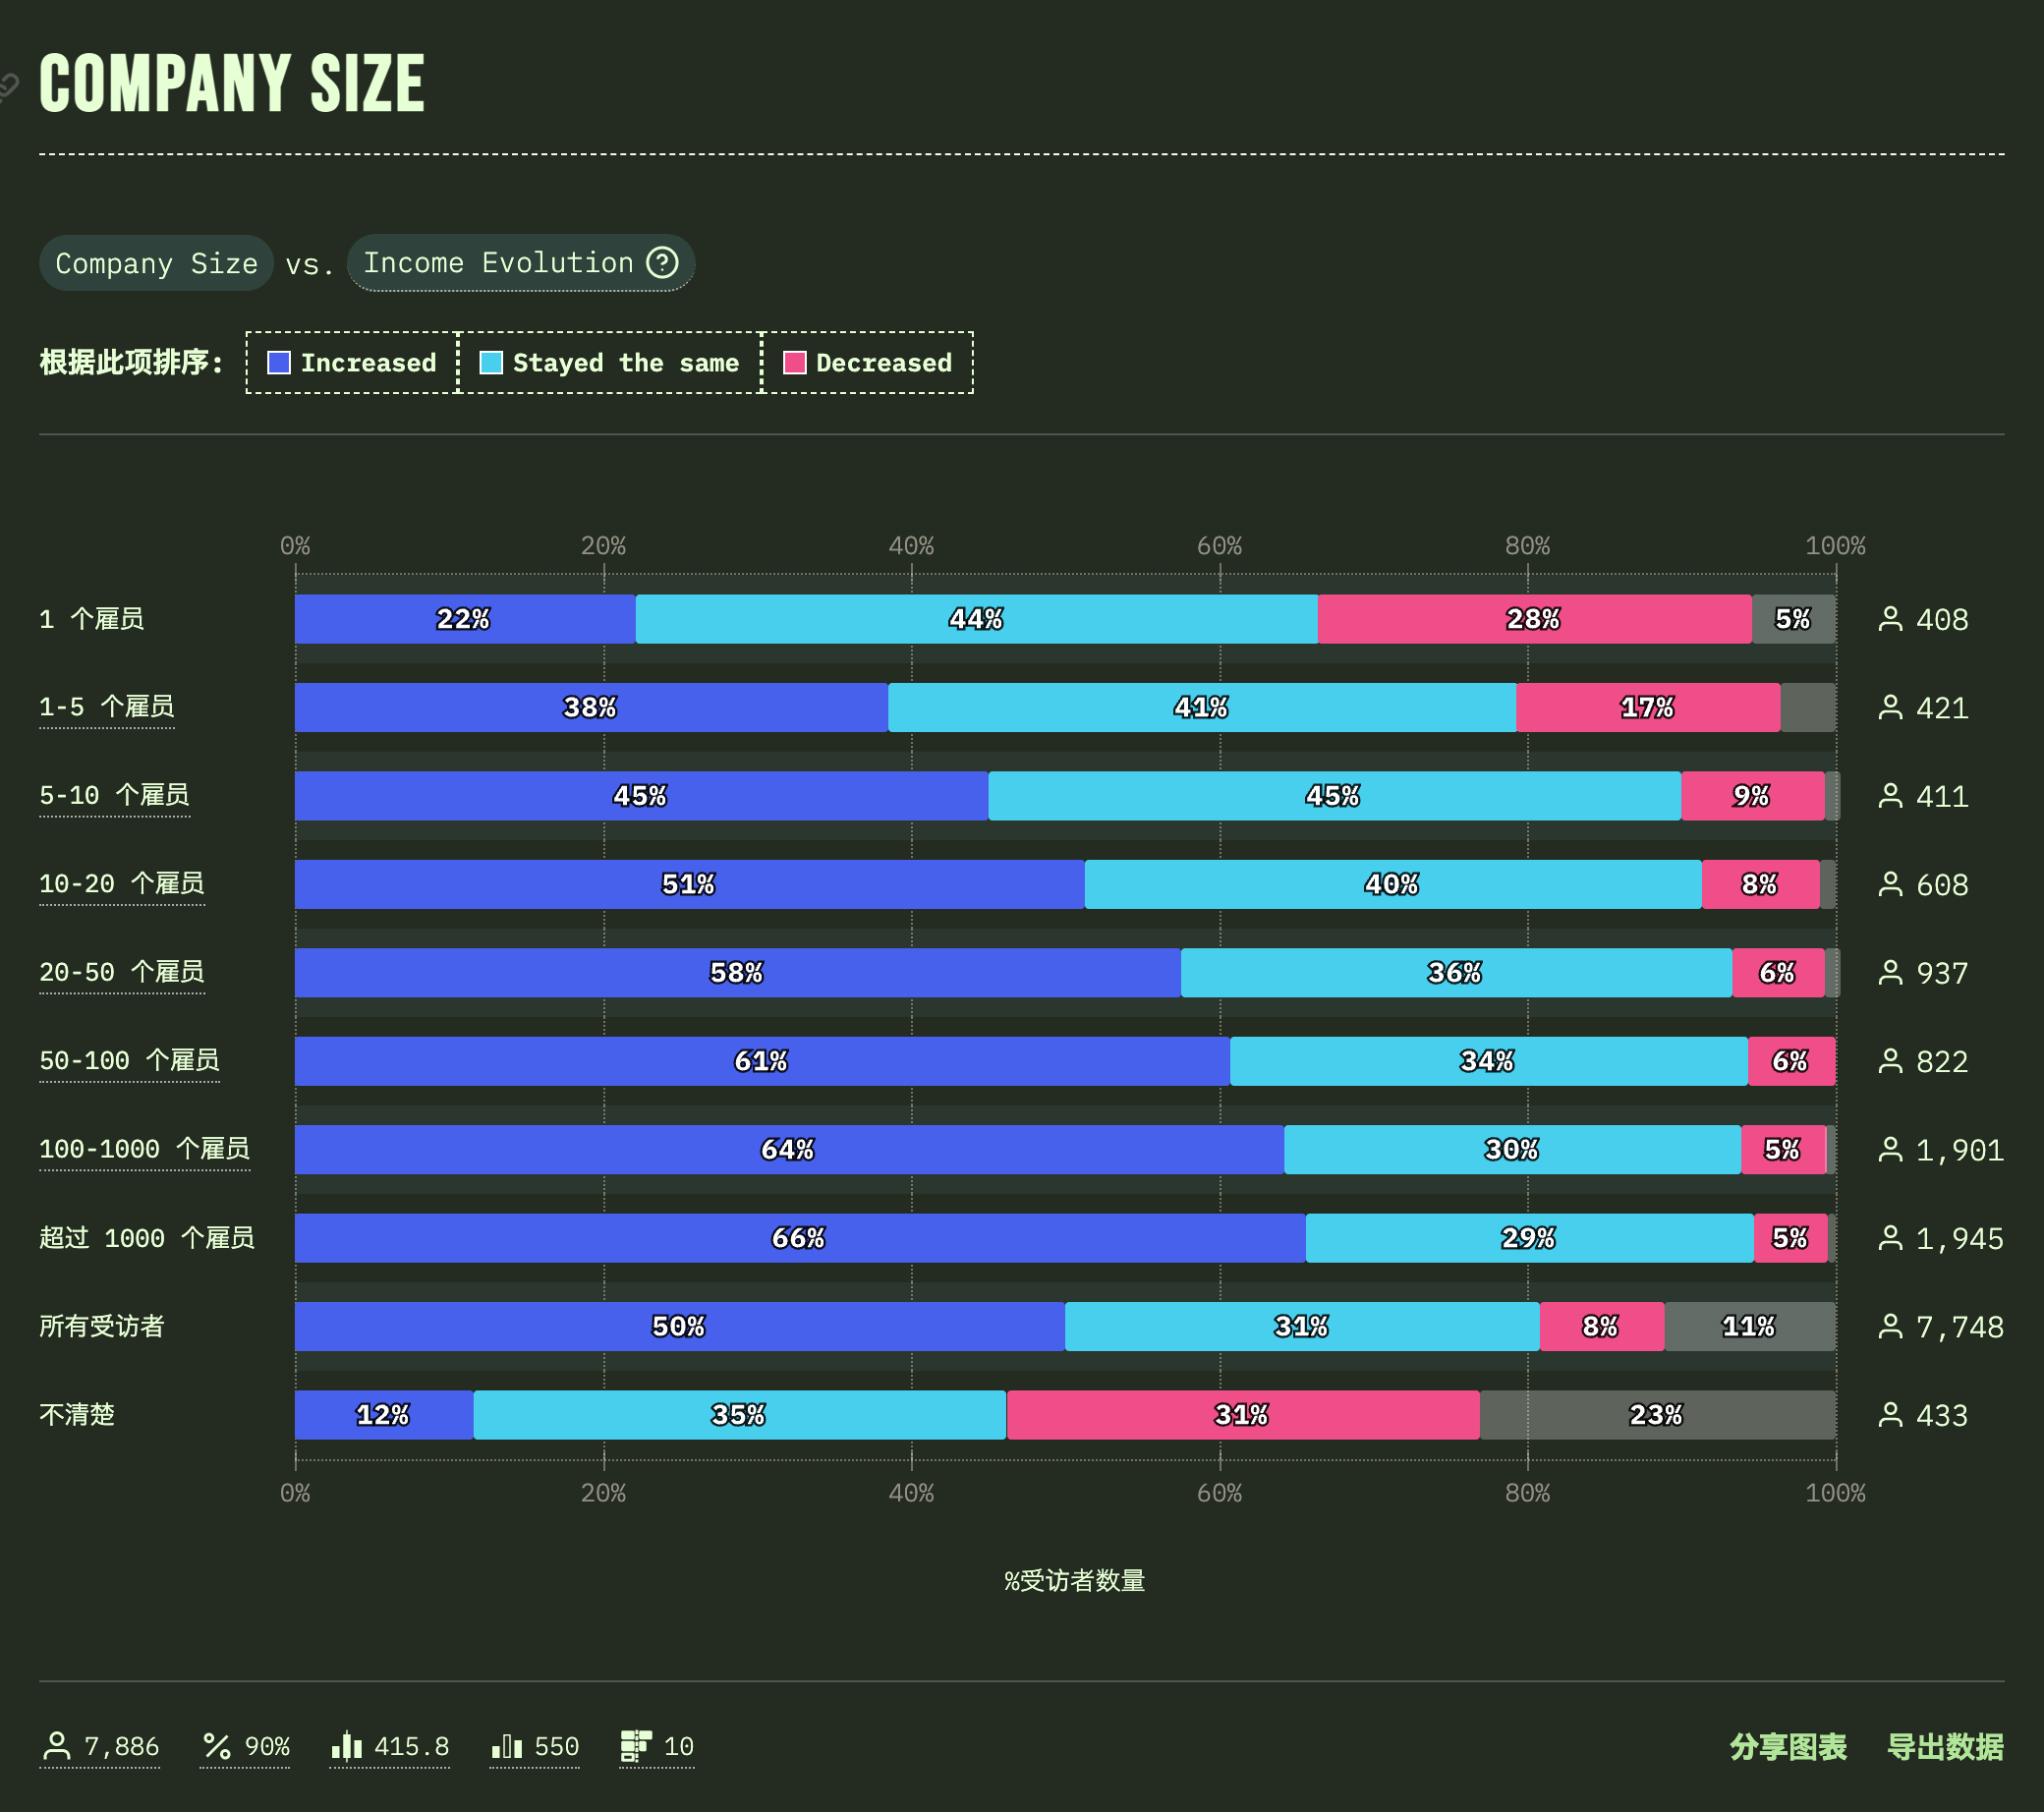 COMPANY SIZE
Company Size vs. Income Evolution ?
根据此项排序: Increased Stayed the same Decreased
0% 20% 40% 60% 80% 100%
1 个雇员 22% 44% 28% 5% 408
1-5 个雇员 38% 41% 17% 421
5-10 个雇员 45% 45% 9% 411
10-20 个雇员 51% 40% 8% 608
20-50 个雇员 58% 36% 6% 937
50-100 个雇员 61% 34% 6% 822
100-1000 个雇员 64% 30% 5% 1,901
超过 1000 个雇员 66% 29% 5% 1,945
所有受访者 50% 31% 8% 11% 7,748
不清楚 12% 35% 31% 23% 433
0% 20% 40% 60% 80% 100%
%受访者数量
7,886 % 90% 415.8 550 10 分享图表 导出数据